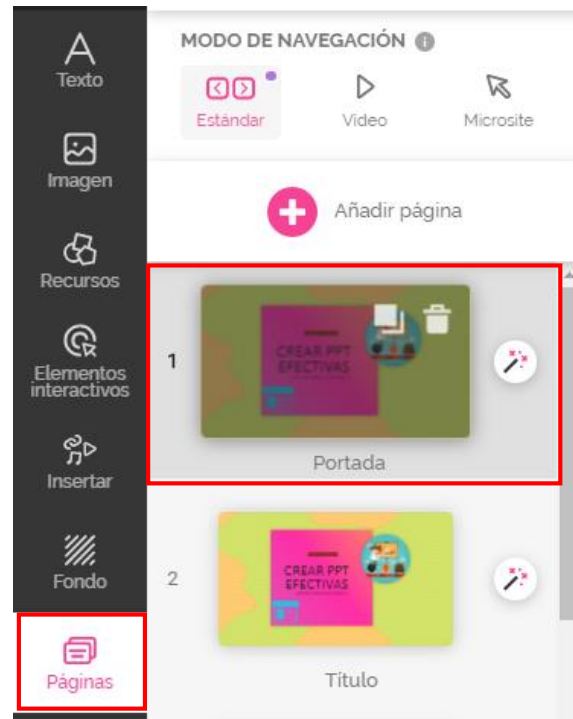 Texto
Imagen
Recursos
Elementos
interactivos
Insertar
Fondo
Páginas
MODO DE NAVEGACIÓN i
Estándar
Video
Microsite
Añadir página
1
CREAR PPT
EFECTIVAS
Portada
2
CREAR PPT
EFECTIVAS
Título